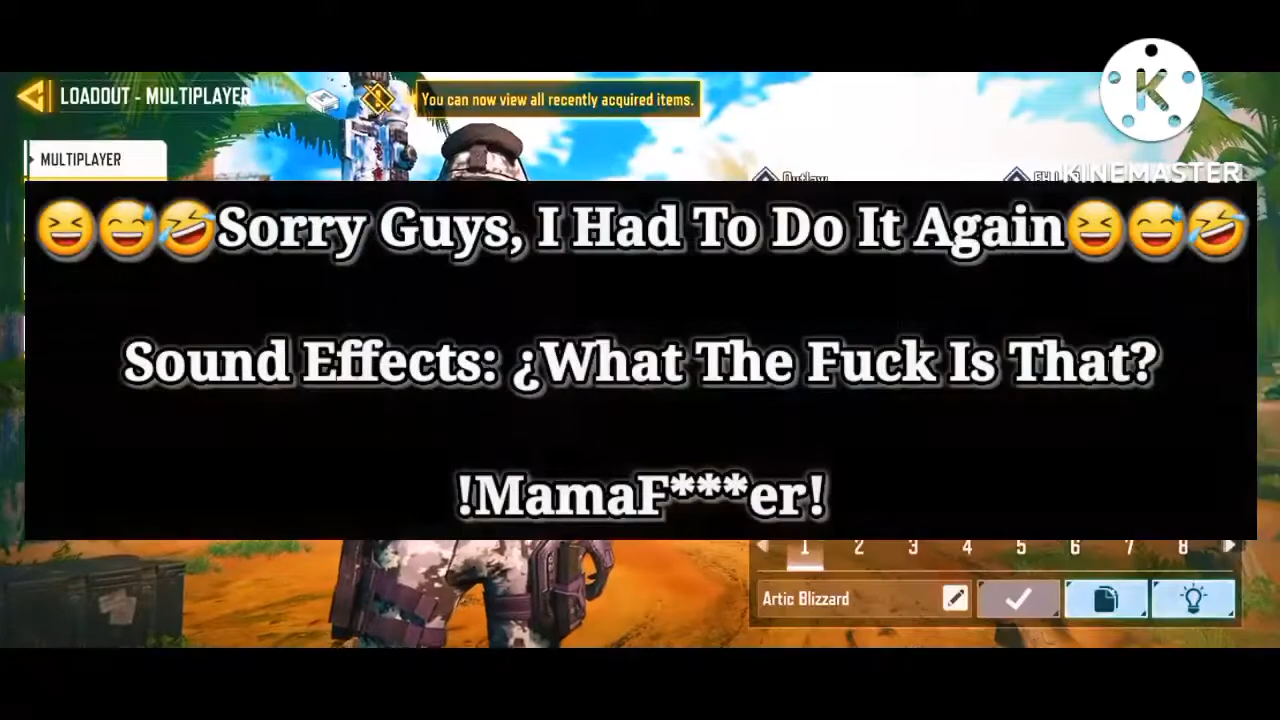 LOADOUT - MULTIPLAYER
You can now view all recently acquired items.
K
KINEMASTER
MULTIPLAYER
Outlaw
😆😅🤣Sorry Guys, I Had To Do It Again😆😅🤣
Sound Effects: ¿What The Fuck Is That?
!MamaF***er!
1 2 3 4 5 6 7 8
Artic Blizzard